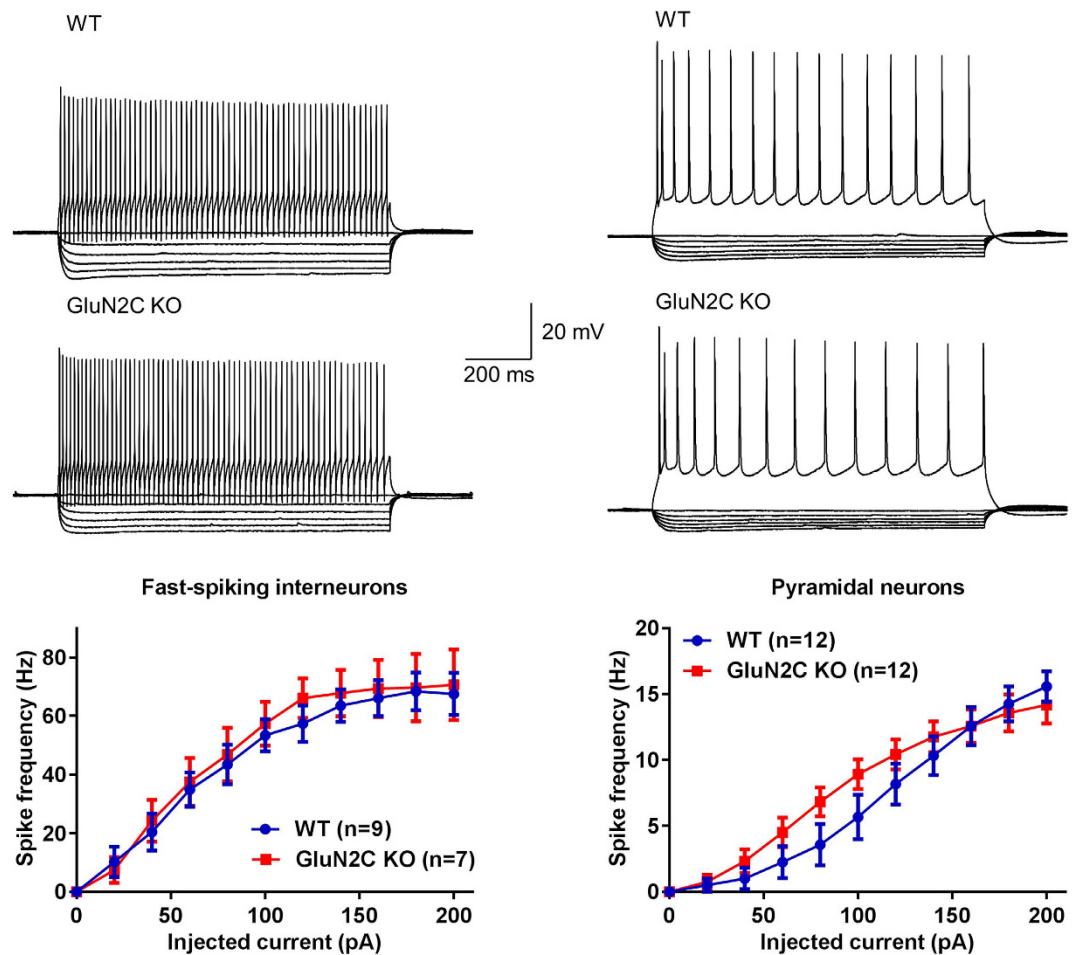 WT
WT
GluN2C KO
GluN2C KO
20 mV
200 ms
Fast-spiking interneurons
Spike frequency (Hz)
80
60
40
20
0
WT (n=9)
GluN2C KO (n=7)
0 50 100 150 200
Injected current (pA)
Pyramidal neurons
Spike frequency (Hz)
20
15
10
5
0
WT (n=12)
GluN2C KO (n=12)
0 50 100 150 200
Injected current (pA)